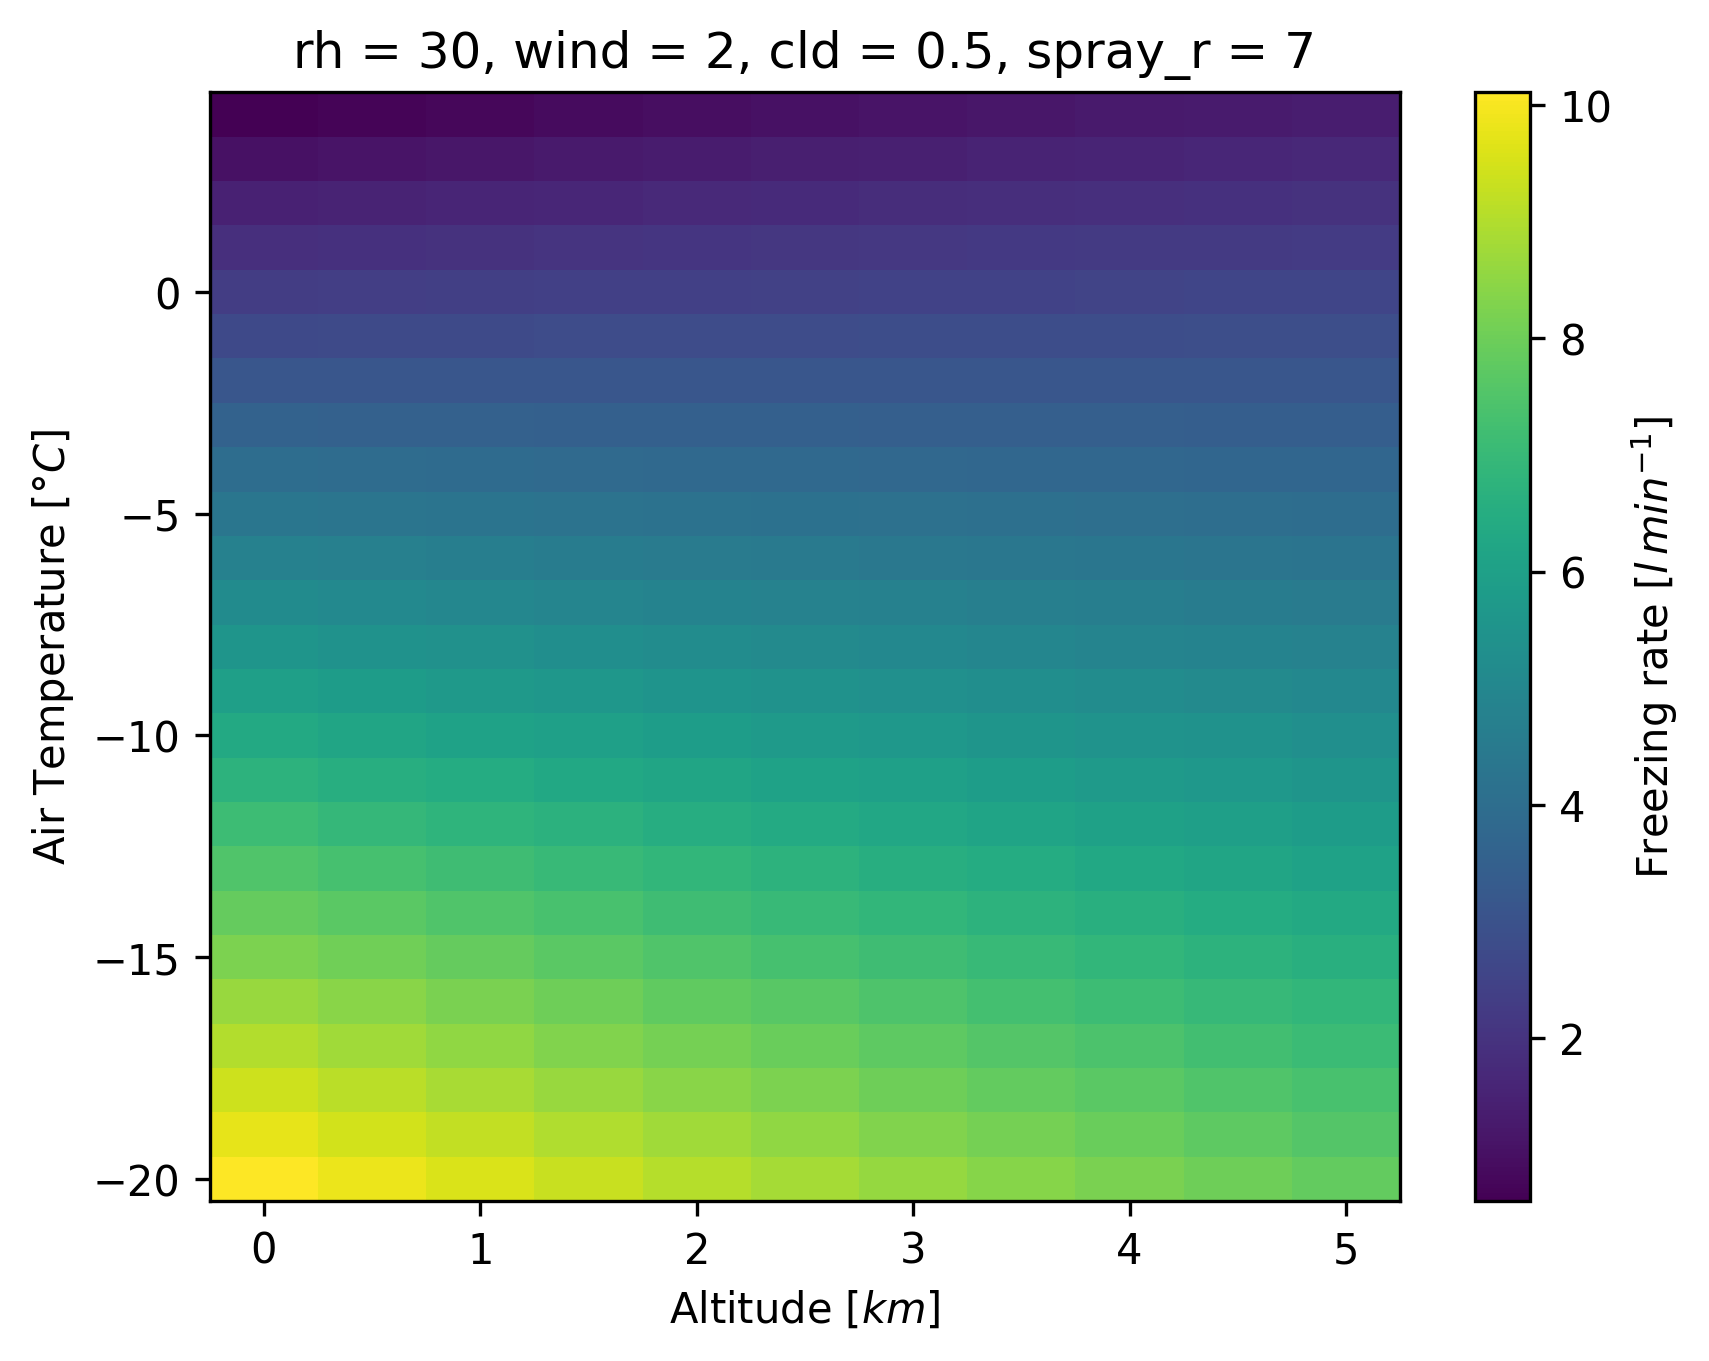 rh = 30, wind = 2, cld = 0.5, spray_r = 7
Air Temperature [°C]
0
−5
−10
−15
−20
0 1 2 3 4 5
Altitude [km]
10
8
6
4
2
Freezing rate [l min⁻¹]